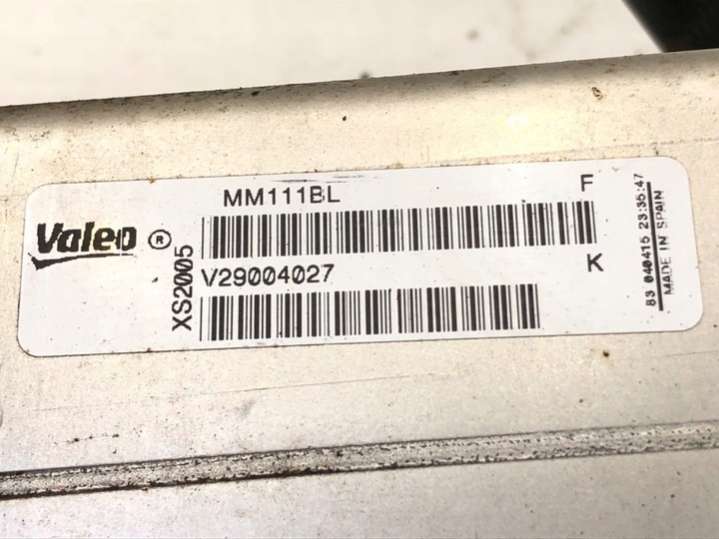 Valeo ®
XS2005
MM111BL
F
V29004027
K
83 040415 23:35:47
MADE IN SPAIN